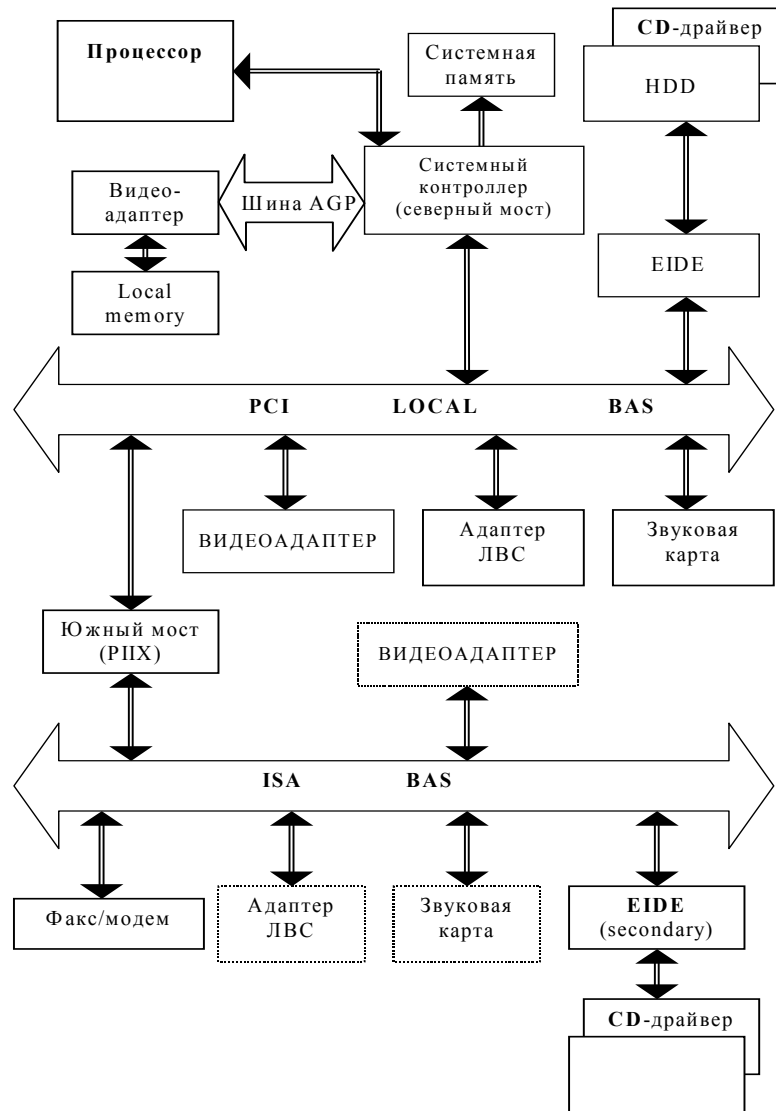 CD-драйвер
Процессор
Системная
память
HDD
Системный
контроллер
(северный мост)
Видео-
адаптер
Шина AGP
EIDE
Local
memory
PCI LOCAL BAS
ВИДЕОАДАПТЕР
Адаптер
ЛВС
Звуковая
карта
Южный мост
(PIIX)
ВИДЕОАДАПТЕР
ISA BAS
Факс/модем
Адаптер
ЛВС
Звуковая
карта
EIDE
(secondary)
CD-драйвер